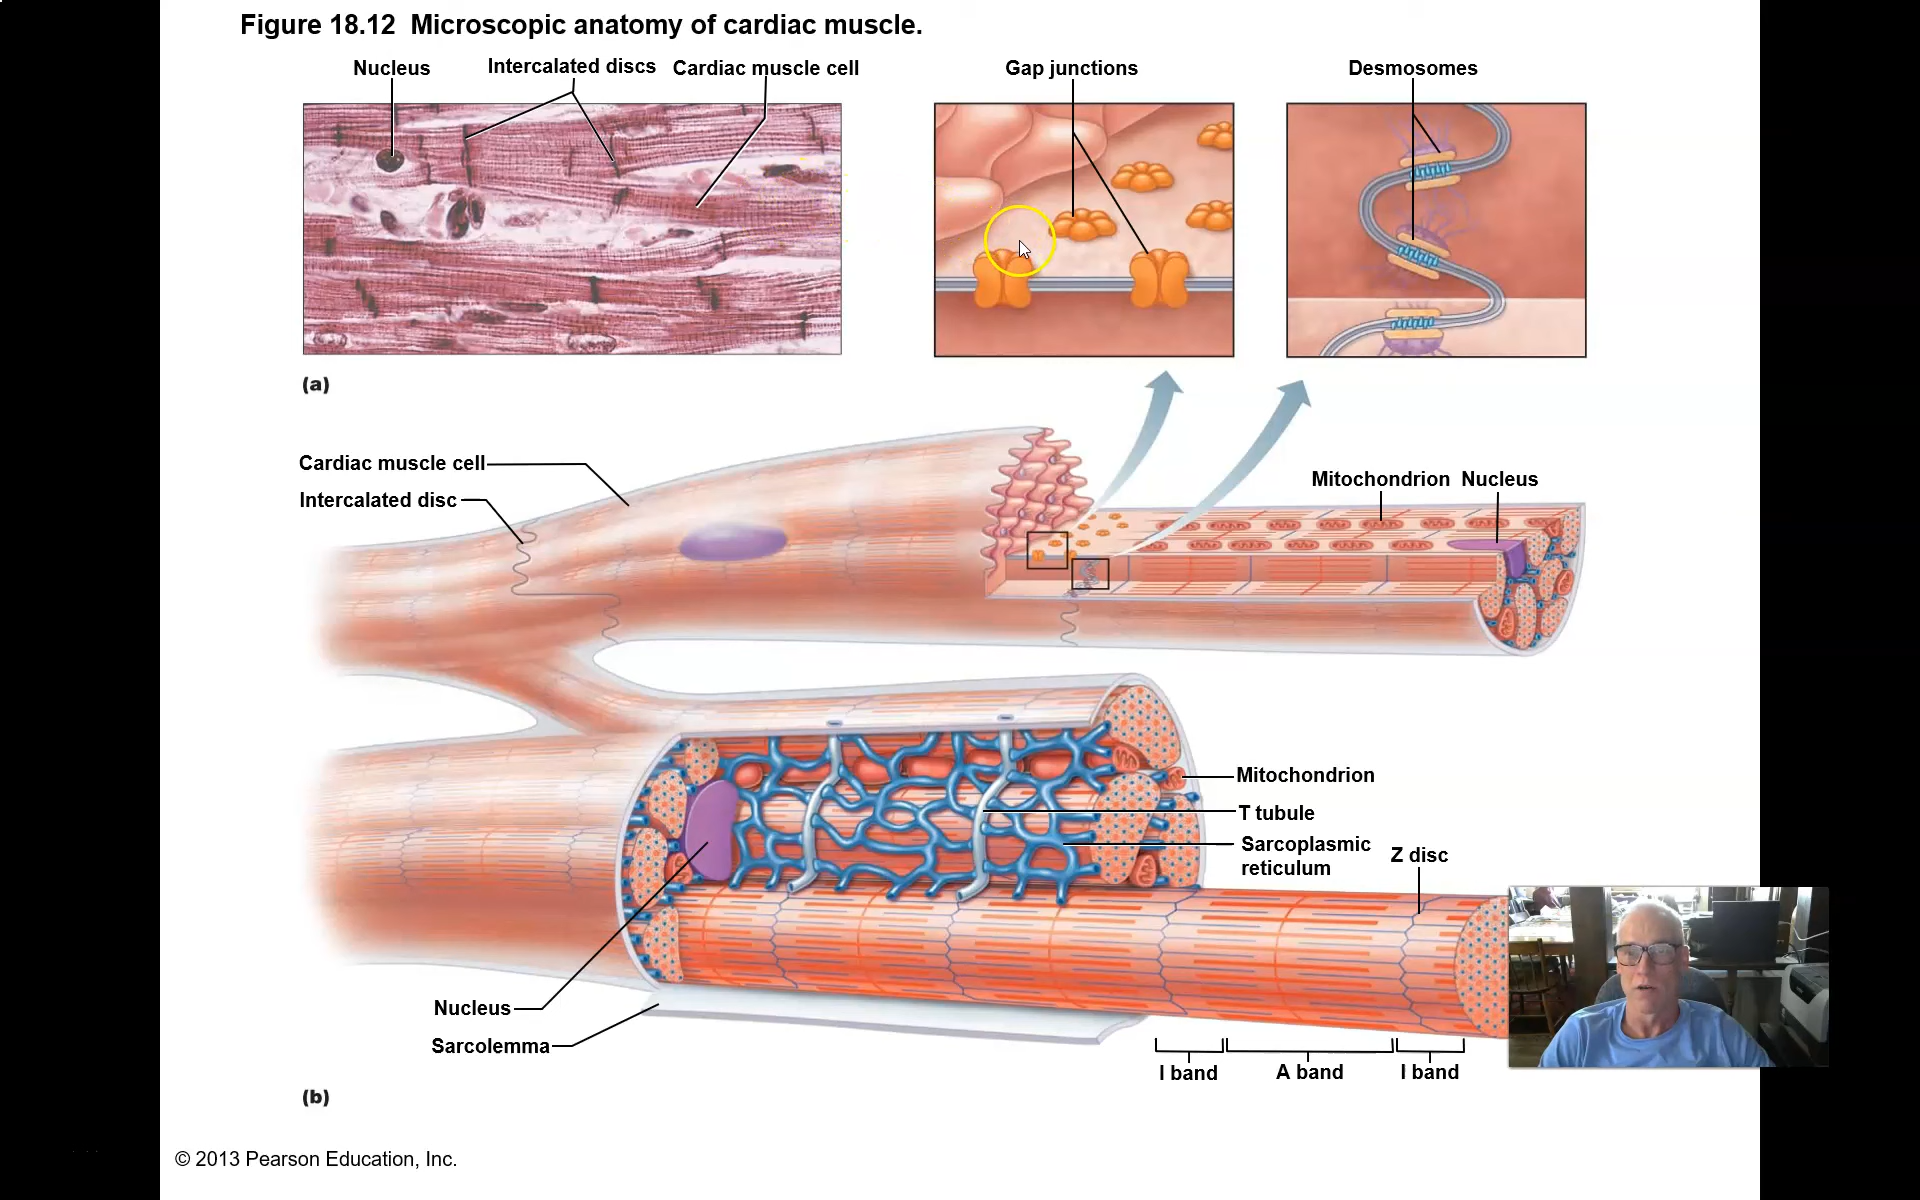 Figure 18.12 Microscopic anatomy of cardiac muscle.
Nucleus
Intercalated discs
Cardiac muscle cell
Gap junctions
Desmosomes
(a)
Cardiac muscle cell
Intercalated disc
Mitochondrion
Nucleus
Mitochondrion
T tubule
Sarcoplasmic
reticulum
Z disc
Nucleus
Sarcolemma
I band
A band
I band
(b)
© 2013 Pearson Education, Inc.